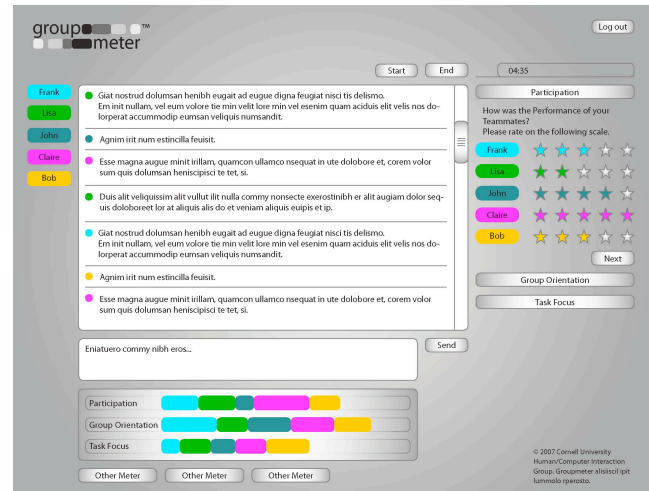 group ™
meter
Log out
Start
End
04:35
Frank
Lisa
John
Claire
Bob
Giat nostrud dolumsan henibh eugait ad eugue digna feugiat nisci tis delismo.
Em init nullam, vel eum volore tie min velit lore min vel esenim quam aciduis elit velis nos do-
lorperat accummodip eumsan veliquis numsandit.
Agnim irit num estincilla feuisit.
Esse magna augue minit irillam, quamcon ullamco nsequat in ute dolobore et, corem volor
sum quis dolumsan heniscipisci te tet, si.
Duis alit veliquissim alit vullut ilit nulla commy nonsecte exerostinibh er alit augiam dolor seq-
uis doloboreet lor at aliquis alis do et veniam aliquis euipis et ip.
Giat nostrud dolumsan henibh eugait ad eugue digna feugiat nisci tis delismo.
Em init nullam, vel eum volore tie min velit lore min vel esenim quam aciduis elit velis nos do-
lorperat accummodip eumsan veliquis numsandit.
Agnim irit num estincilla feuisit.
Esse magna augue minit irillam, quamcon ullamco nsequat in ute dolobore et, corem volor
sum quis dolumsan heniscipisci te tet, si.
Eniatuero commy nibh eros...
Send
Participation
Group Orientation
Task Focus
Other Meter
Other Meter
Other Meter
Participation
How was the Performance of your
Teammates?
Please rate on the following scale.
Frank
Lisa
John
Claire
Bob
Next
Group Orientation
Task Focus
© 2007 Cornell University
Human/Computer Interaction
Group. Groupmeter alisiscil ipit
lummolo rperosto.